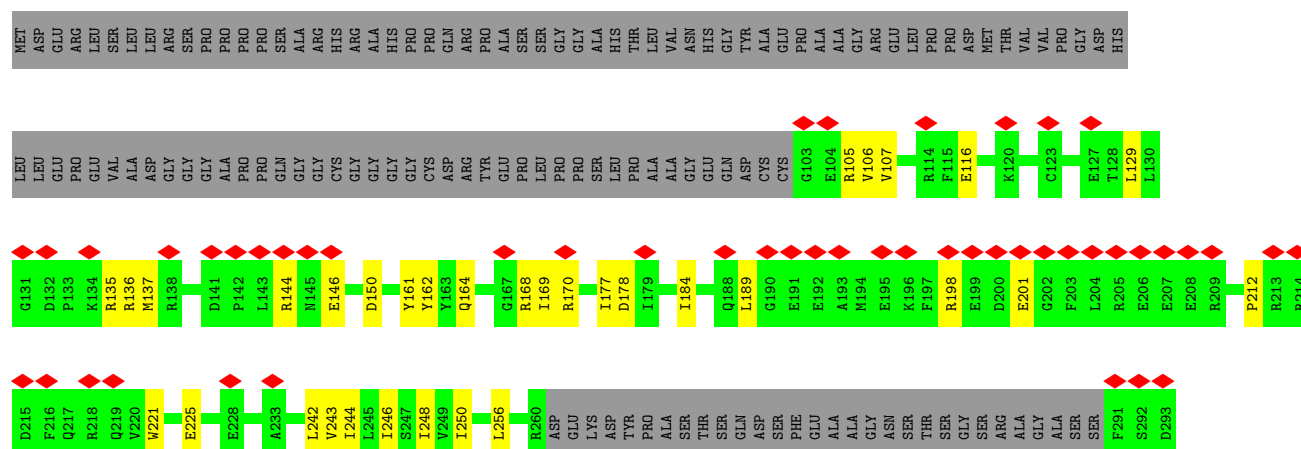 MET ASP GLU ARG LEU SER LEU LEU ARG SER PRO PRO PRO PRO SER ALA ARG HIS ARG ALA HIS PRO PRO GLN ARG PRO ALA SER SER GLY GLY ALA HIS THR LEU VAL ASN HIS GLY TYR ALA GLU PRO ALA ALA GLY ARG GLU LEU PRO PRO ASP MET THR VAL VAL PRO GLY ASP HIS
LEU LEU GLU PRO GLU VAL ALA ASP GLY GLY GLY ALA PRO PRO GLN GLY GLY CYS GLY GLY GLY GLY CYS ASP ARG TYR GLU PRO LEU PRO PRO SER LEU PRO ALA ALA GLY GLU GLN ASP CYS CYS G103 E104 R105 V106 V107 R114 F115 E116 K120 C123 E127 T128 L129 L130
G131 D132 P133 K134 R135 R136 M137 R138 D141 P142 L143 R144 N145 E146 D150 Y161 Y162 Y163 Q164 G167 R168 I169 R170 I177 D178 I179 I184 Q188 L189 G190 E191 E192 A193 M194 E195 K196 F197 R198 E199 D200 E201 G202 F203 L204 R205 E206 E207 E208 R209 P212 R213 R214
D215 F216 Q217 R218 Q219 V220 W221 E225 E228 A233 L242 V243 I244 L245 I246 S247 I248 V249 I250 L256 R260 ASP GLU LYS ASP TYR PRO ALA SER THR SER GLN ASP SER PHE GLU ALA ALA GLY ASN SER THR SER GLY SER ARG ALA GLY ALA SER SER F291 S292 D293